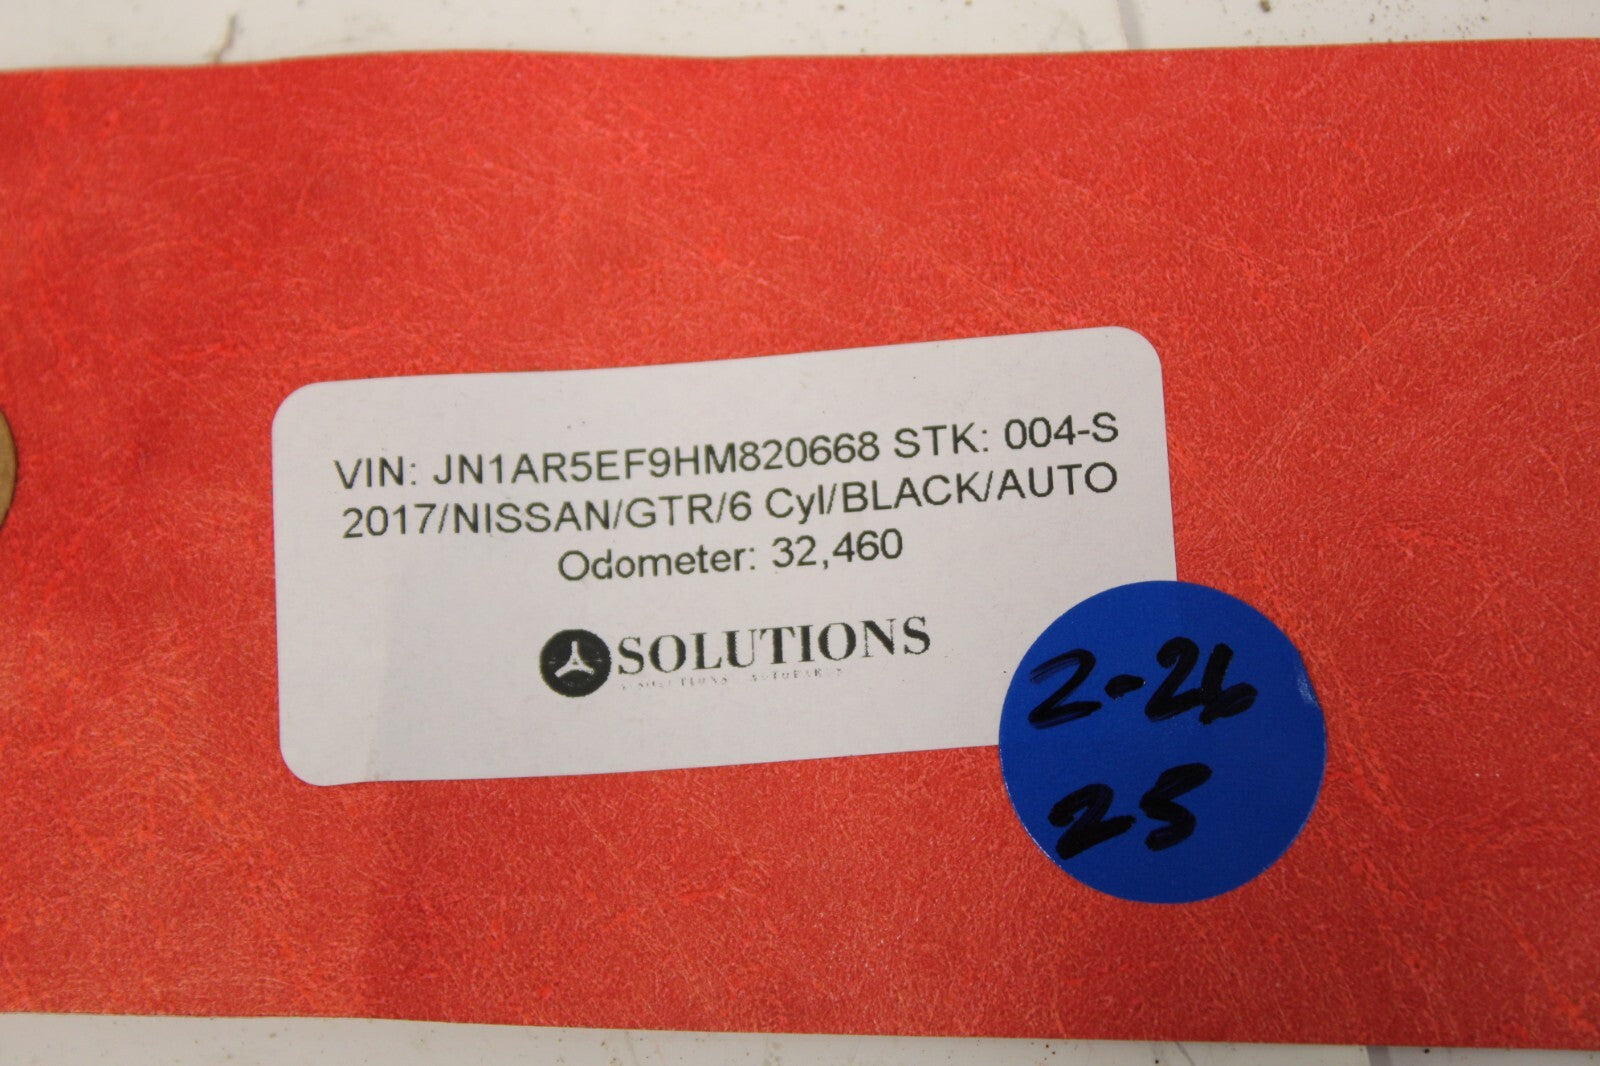 VIN: JN1AR5EF9HM820668 STK: 004-S
2017/NISSAN/GTR/6 Cyl/BLACK/AUTO
Odometer: 32,460
SOLUTIONS
2-26
25